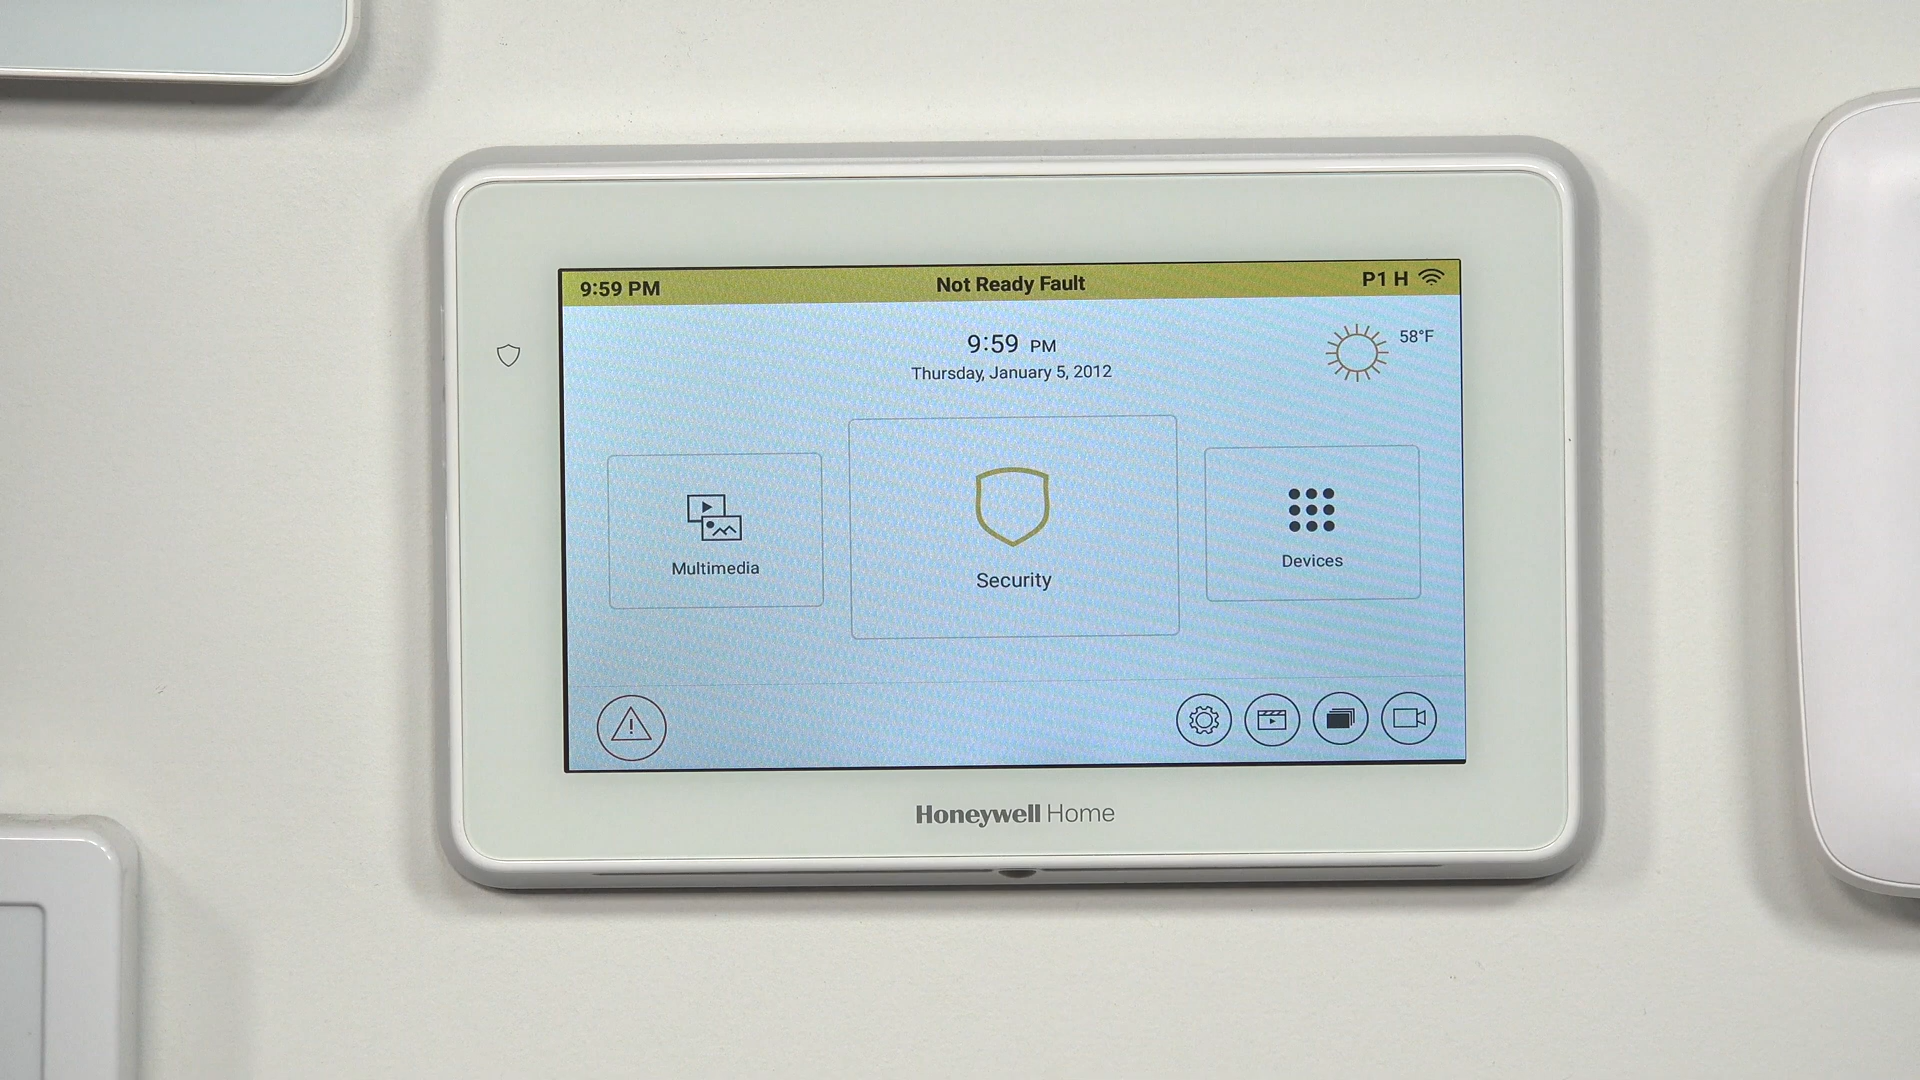 9:59 PM
Not Ready Fault
P1 H
9:59 PM
Thursday, January 5, 2012
58°F
Multimedia
Security
Devices
Honeywell Home